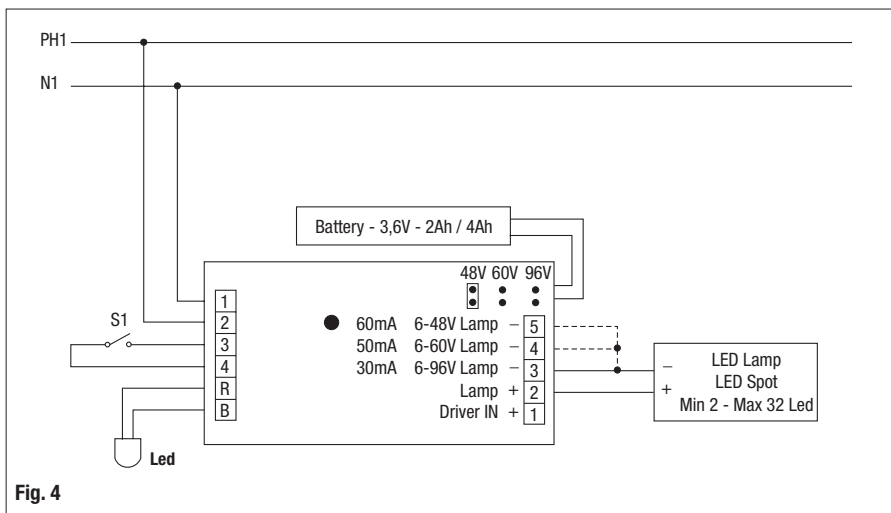 PH1
N1
Battery - 3,6V - 2Ah / 4Ah
48V 60V 96V
S1
1
2
3
4
R
B
60mA 6-48V Lamp – 5
50mA 6-60V Lamp – 4
30mA 6-96V Lamp – 3
Lamp + 2
Driver IN + 1
– LED Lamp
LED Spot
+ Min 2 - Max 32 Led
Led
Fig. 4